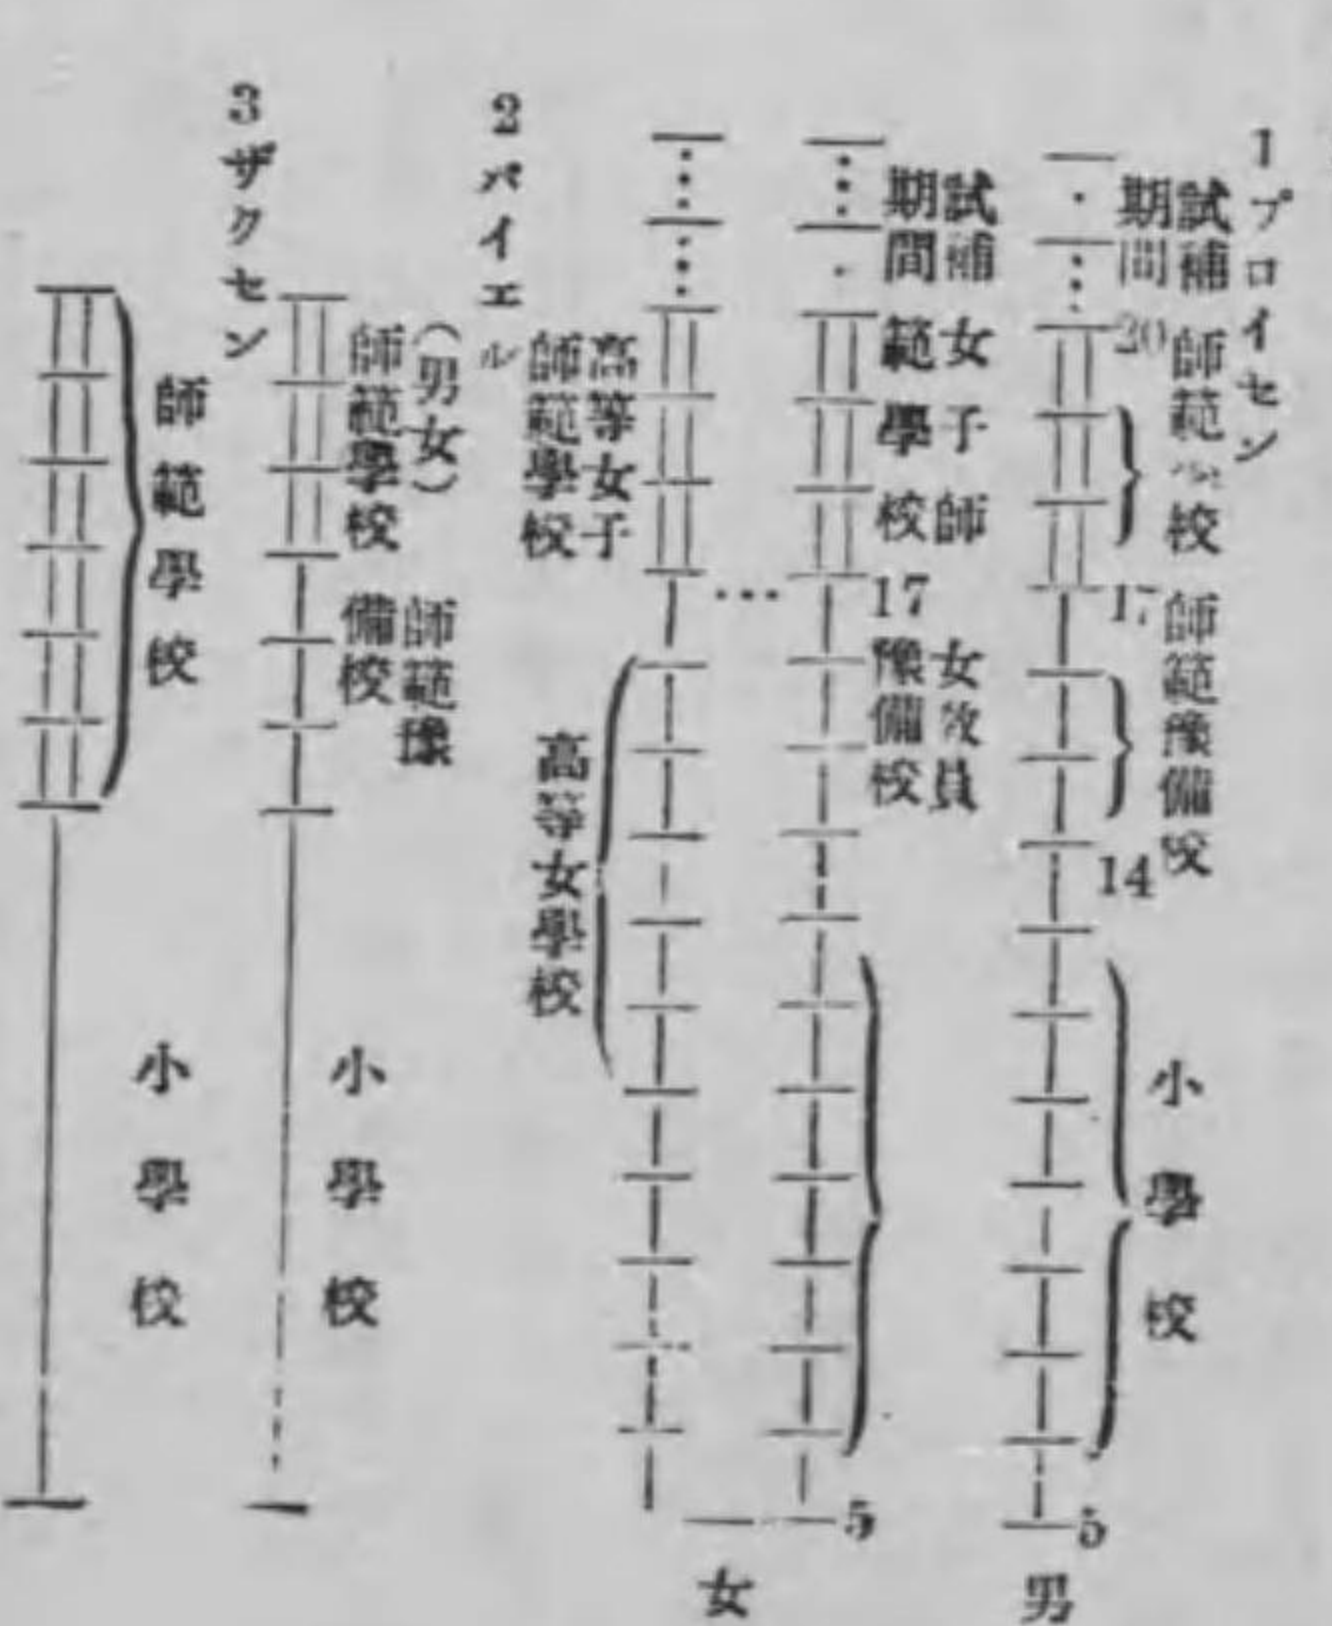 1 プロイセン
試補
期間
20
師範學校
17
師範豫備校
14
小學校
5
男
試補
期間
女子師
範學校
17
女教員
豫備校
5
女
高等女子
師範學校
高等女學校
2 バイエル
(男女)
師範學校
師範豫
備校
小學校
3 ザクセン
師範學校
小學校